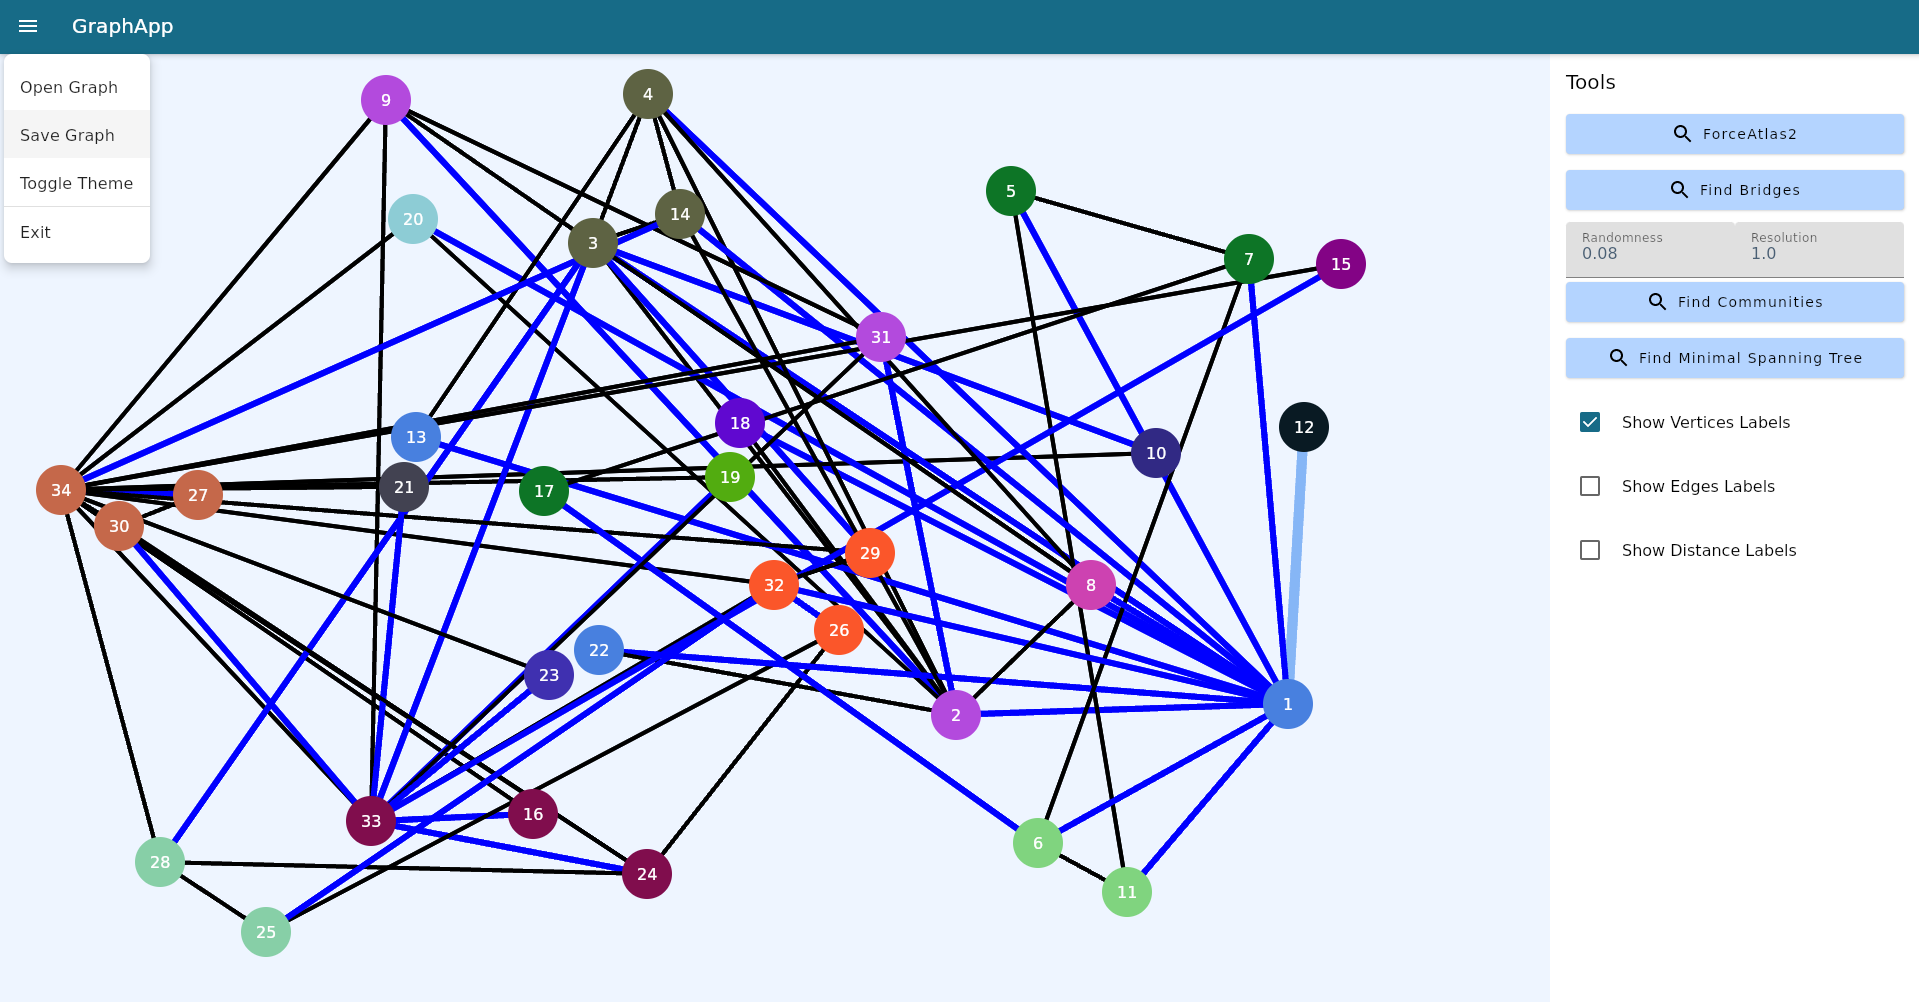 GraphApp
Open Graph
Save Graph
Toggle Theme
Exit
Tools
ForceAtlas2
Find Bridges
Randomness Resolution
0.08 1.0
Find Communities
Find Minimal Spanning Tree
Show Vertices Labels
Show Edges Labels
Show Distance Labels
9
4
5
14
20
3
7
15
31
18
12
13
10
19
21
34
17
27
30
29
32
8
26
22
23
1
2
16
33
6
28
24
11
25